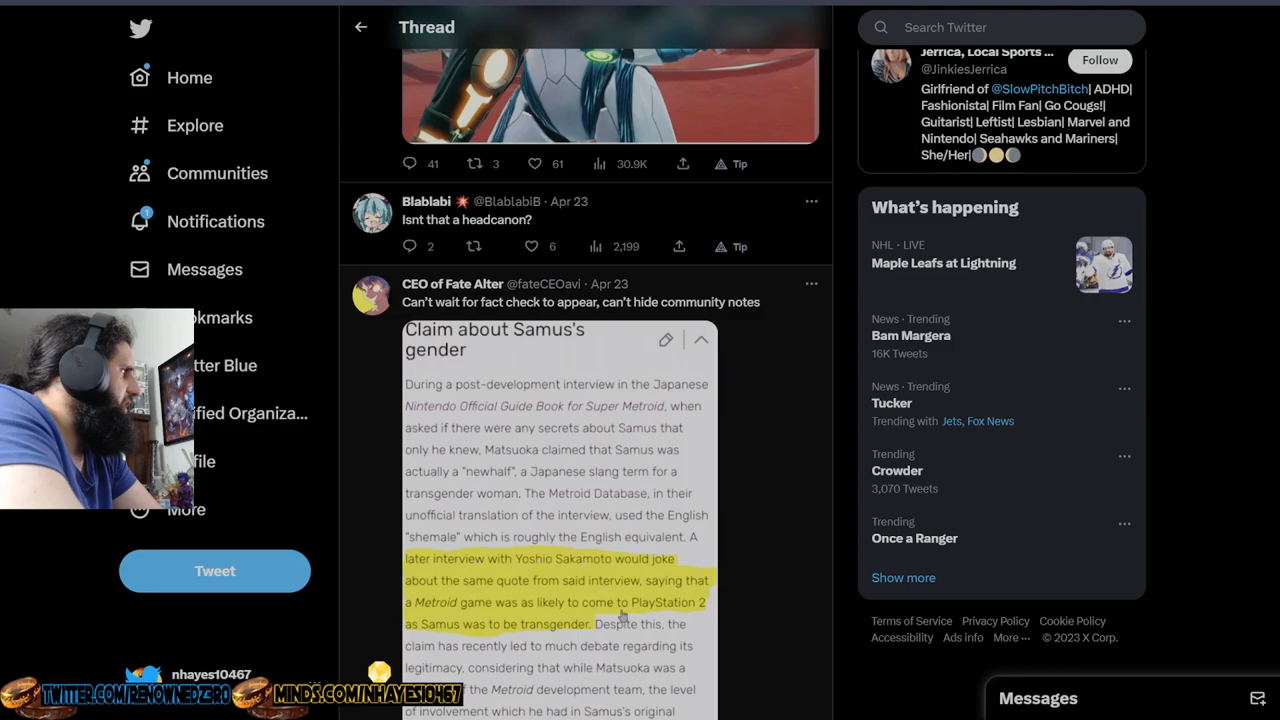 Home
Explore
Communities
Notifications
Messages
okmarks
tter Blue
ified Organiza...
file
More
Tweet
nhayes10467
TWITTER.COM/RENOWNEDZ3R0
MINDS.COM/NHAYES10467
Thread
41
3
61
30.9K
Tip
Blablabi @BlablabiB · Apr 23
Isnt that a headcanon?
2
6
2,199
Tip
CEO of Fate Alter @fateCEOavi · Apr 23
Can't wait for fact check to appear, can't hide community notes
Claim about Samus's
gender
During a post-development interview in the Japanese
Nintendo Official Guide Book for Super Metroid, when
asked if there were any secrets about Samus that
only he knew, Matsuoka claimed that Samus was
actually a "newhalf", a Japanese slang term for a
transgender woman. The Metroid Database, in their
unofficial translation of the interview, used the English
"shemale" which is roughly the English equivalent. A
later interview with Yoshio Sakamoto would joke
about the same quote from said interview, saying that
a Metroid game was as likely to come to PlayStation 2
as Samus was to be transgender. Despite this, the
claim has recently led to much debate regarding its
legitimacy, considering that while Matsuoka was a
f the Metroid development team, the level
of involvement which he had in Samus's original
Search Twitter
Jerrica, Local Sports ...
@JinkiesJerrica
Follow
Girlfriend of @SlowPitchBitch| ADHD|
Fashionista| Film Fan| Go Cougs!|
Guitarist| Leftist| Lesbian| Marvel and
Nintendo| Seahawks and Mariners|
She/Her|
What's happening
NHL · LIVE
Maple Leafs at Lightning
News · Trending
Bam Margera
16K Tweets
News · Trending
Tucker
Trending with Jets, Fox News
Trending
Crowder
3,070 Tweets
Trending
Once a Ranger
Show more
Terms of Service Privacy Policy Cookie Policy
Accessibility Ads info More ... © 2023 X Corp.
Messages
1